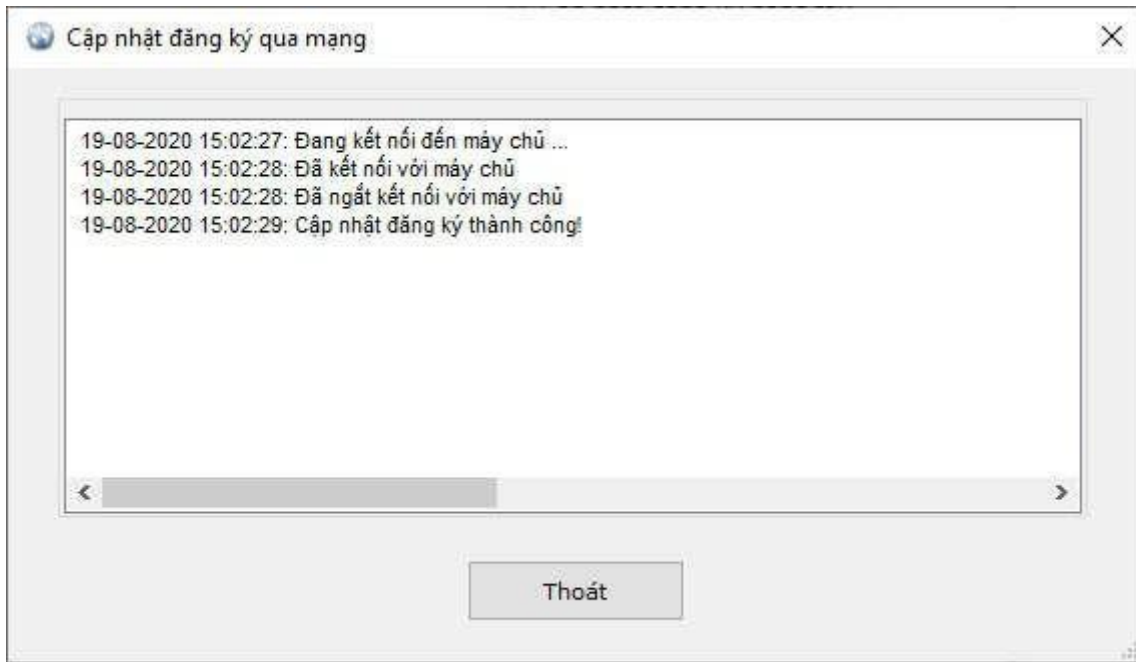 Cập nhật đăng ký qua mạng
19-08-2020 15:02:27: Đang kết nối đến máy chủ ...
19-08-2020 15:02:28: Đã kết nối với máy chủ
19-08-2020 15:02:28: Đã ngắt kết nối với máy chủ
19-08-2020 15:02:29: Cập nhật đăng ký thành công!
Thoát